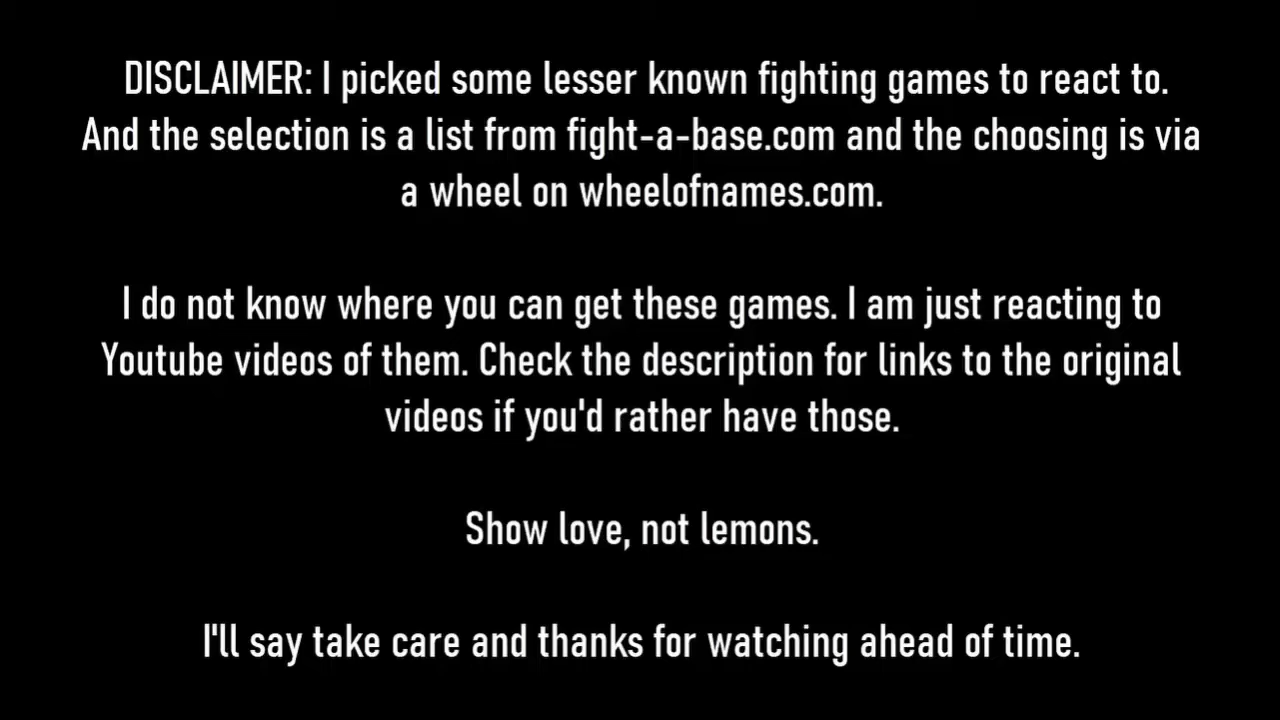 DISCLAIMER: I picked some lesser known fighting games to react to.
And the selection is a list from fight-a-base.com and the choosing is via
a wheel on wheelofnames.com.
I do not know where you can get these games. I am just reacting to
Youtube videos of them. Check the description for links to the original
videos if you'd rather have those.
Show love, not lemons.
I'll say take care and thanks for watching ahead of time.